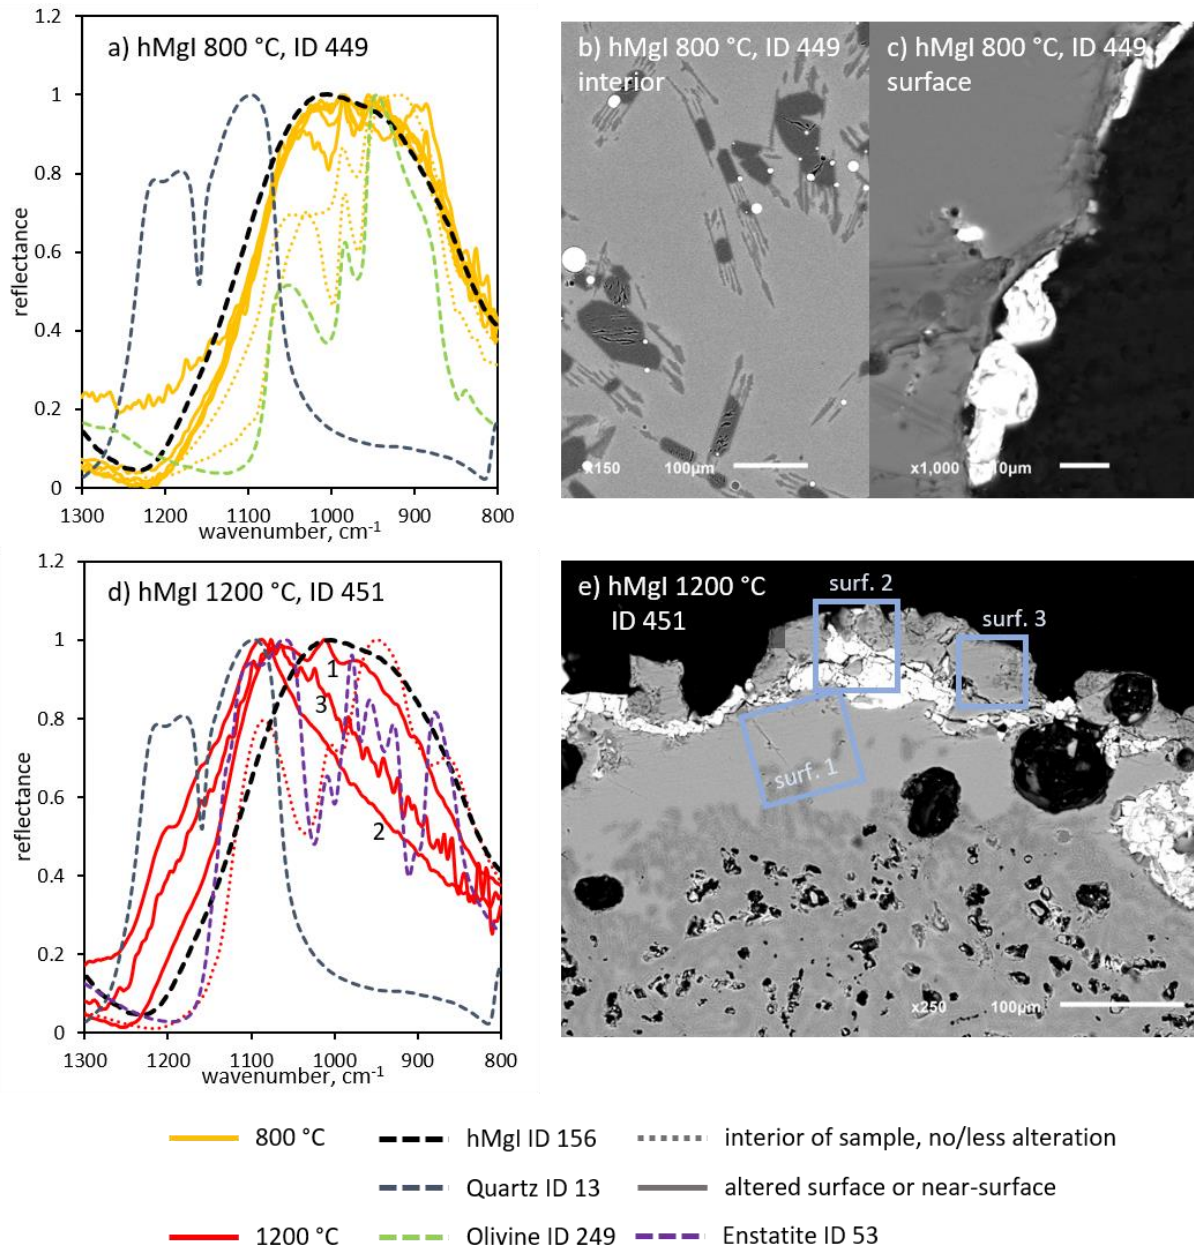 a) hMgI 800 °C, ID 449
1.2
1
0.8
0.6
0.4
0.2
0
reflectance
1300
1200
1100
1000
900
800
wavenumber, cm-1
b) hMgI 800 °C, ID 449
interior
x150 100µm
c) hMgI 800 °C, ID 449
surface
x1,000 10µm
d) hMgI 1200 °C, ID 451
1.2
1
0.8
0.6
0.4
0.2
0
reflectance
1
3
2
1300
1200
1100
1000
900
800
wavenumber, cm-1
e) hMgI 1200 °C
ID 451
surf. 2
surf. 3
surf. 1
x250 100µm
800 °C
hMgI ID 156
interior of sample, no/less alteration
Quartz ID 13
altered surface or near-surface
1200 °C
Olivine ID 249
Enstatite ID 53